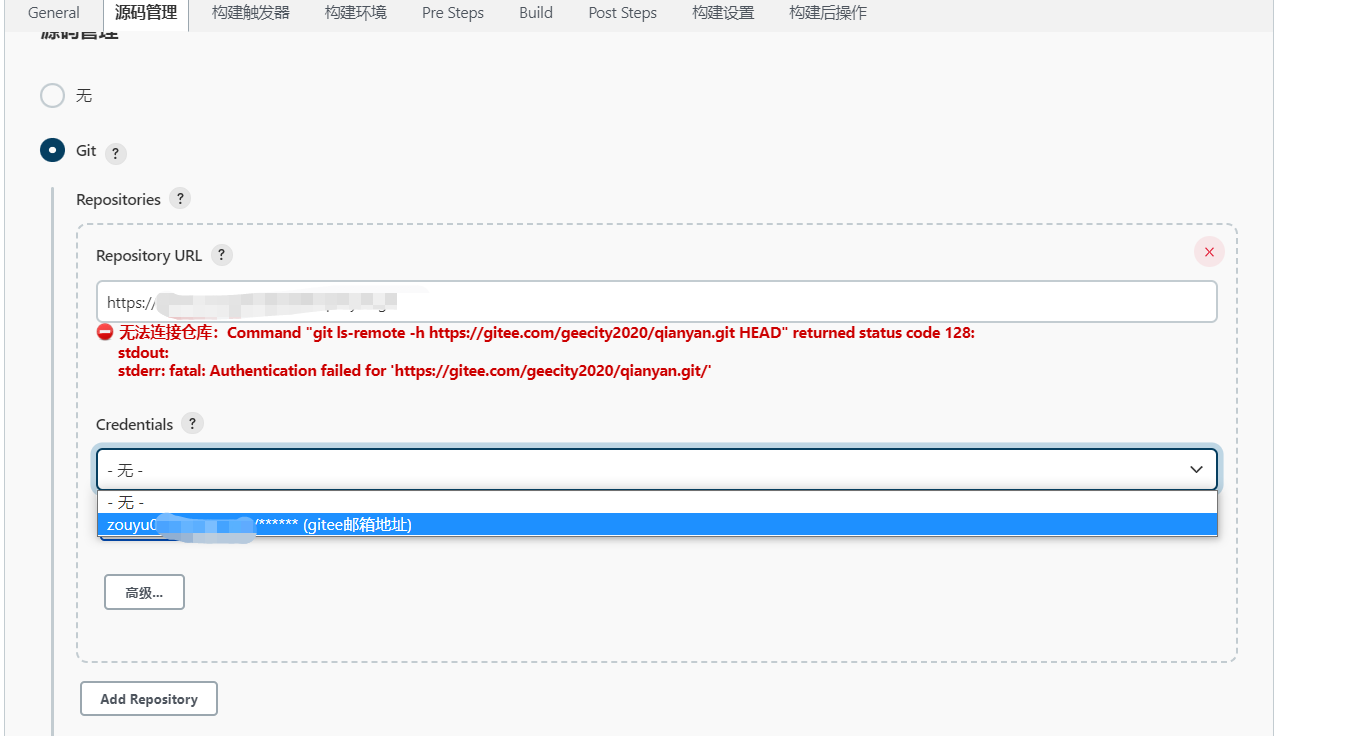 General 源码管理 构建触发器 构建环境 Pre Steps Build Post Steps 构建设置 构建后操作
源码管理
无
Git ?
Repositories ?
Repository URL ?
https://
无法连接仓库：Command "git ls-remote -h https://gitee.com/geecity2020/qianyan.git HEAD" returned status code 128:
stdout:
stderr: fatal: Authentication failed for 'https://gitee.com/geecity2020/qianyan.git/'
Credentials ?
- 无 -
- 无 -
zouyu /****** (gitee邮箱地址)
高级...
Add Repository